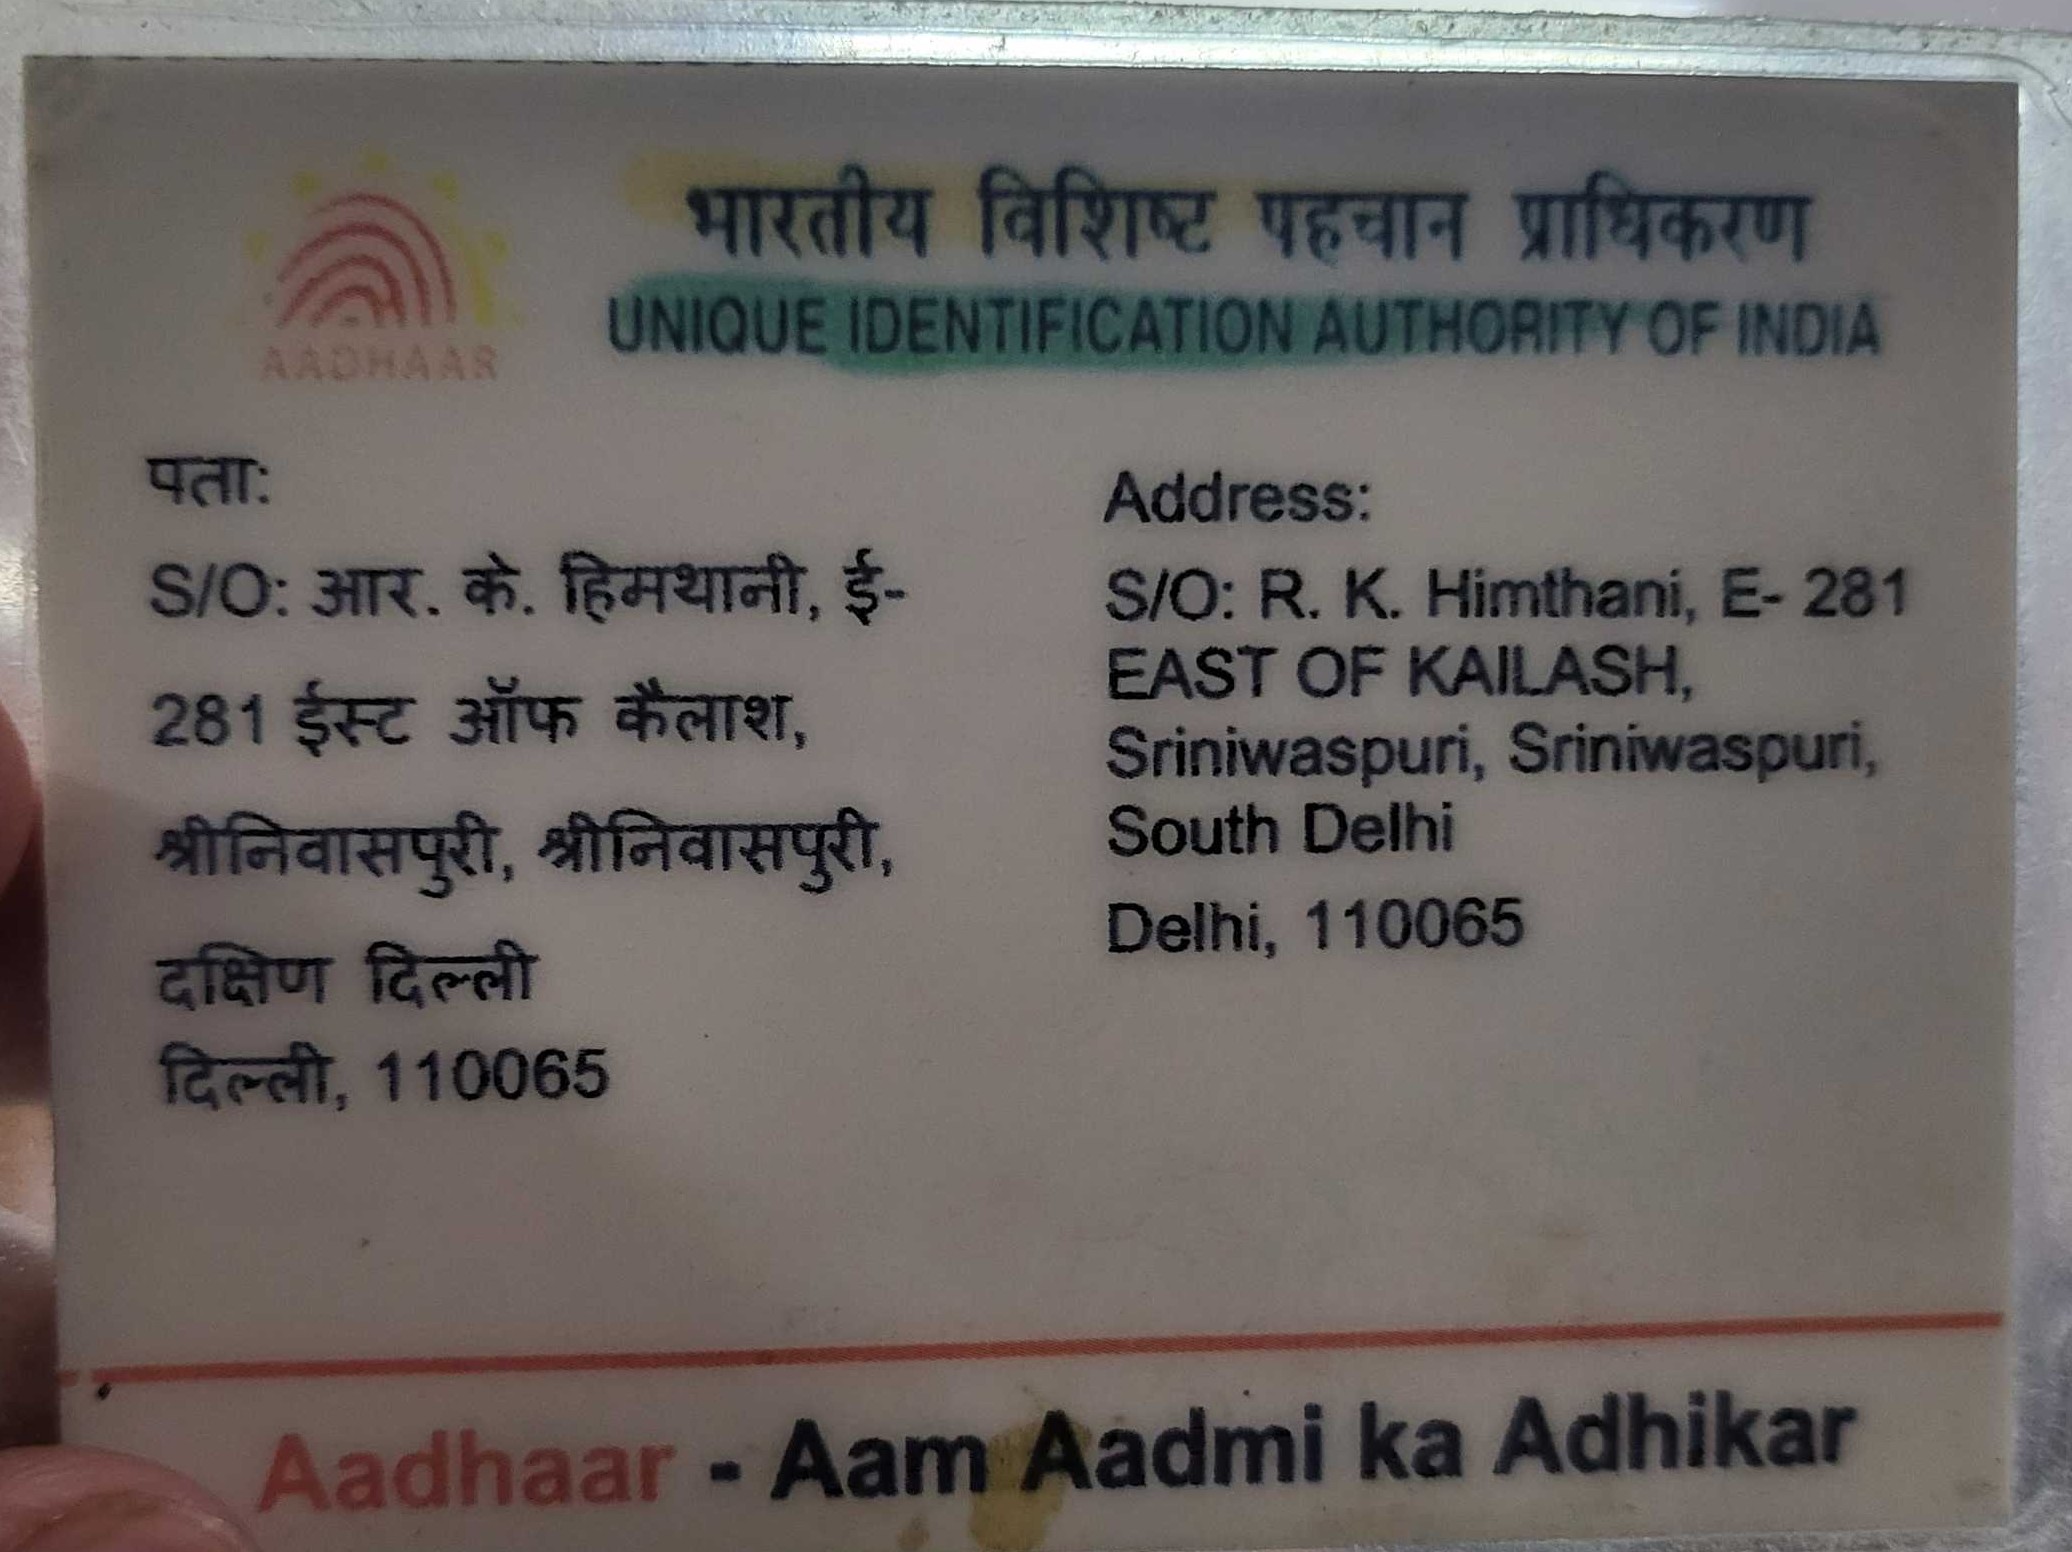 भारतीय विशिष्ट पहचान प्राधिकरण
UNIQUE IDENTIFICATION AUTHORITY OF INDIA
AADHAAR
पता:
S/O: आर. के. हिमथानी, ई-
281 ईस्ट ऑफ कैलाश,
श्रीनिवासपुरी, श्रीनिवासपुरी,
दक्षिण दिल्ली
दिल्ली, 110065
Address:
S/O: R. K. Himthani, E- 281
EAST OF KAILASH,
Sriniwaspuri, Sriniwaspuri,
South Delhi
Delhi, 110065
Aadhaar - Aam Aadmi ka Adhikar